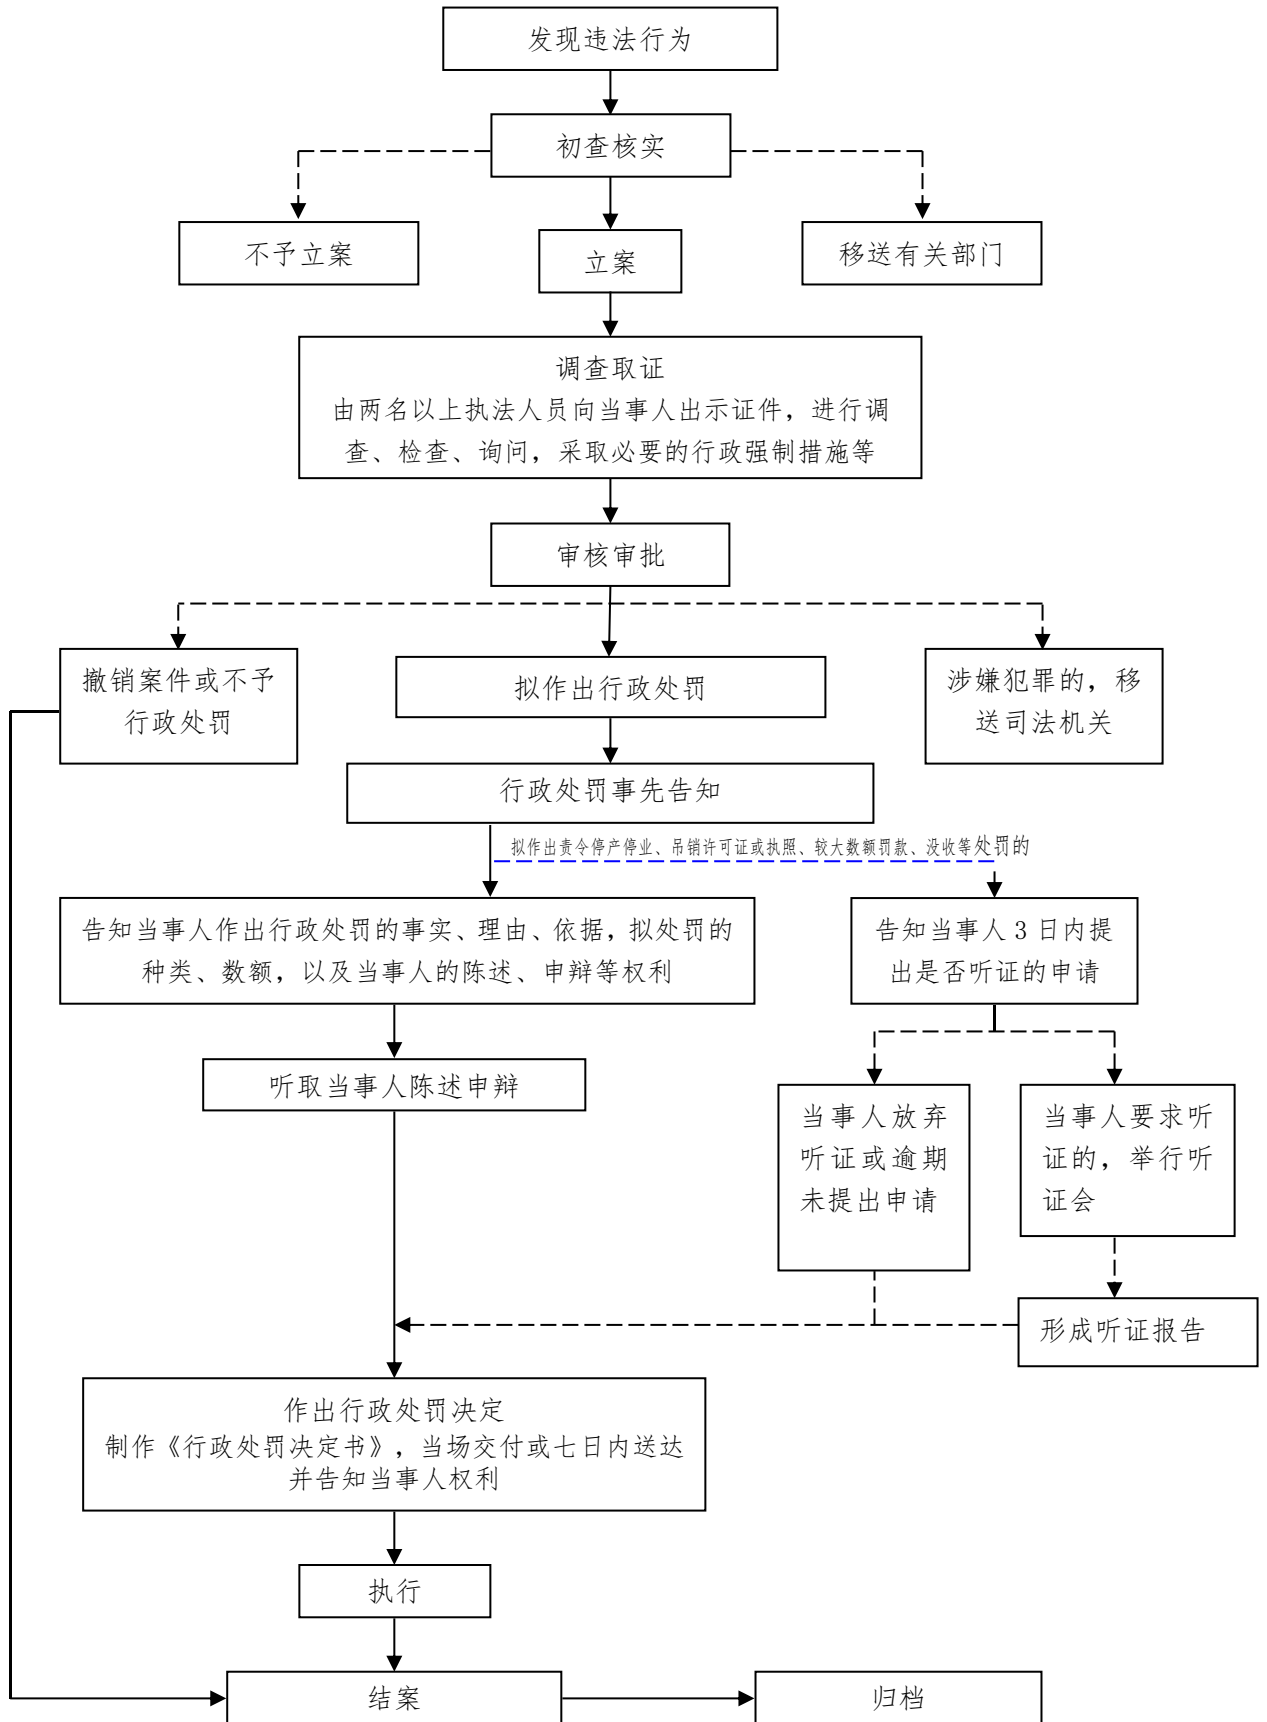 发现违法行为
初查核实
不予立案
立案
移送有关部门
调查取证
由两名以上执法人员向当事人出示证件，进行调
查、检查、询问，采取必要的行政强制措施等
审核审批
撤销案件或不予
行政处罚
拟作出行政处罚
涉嫌犯罪的，移
送司法机关
行政处罚事先告知
拟作出责令停产停业、吊销许可证或执照、较大数额罚款、没收等处罚的
告知当事人作出行政处罚的事实、理由、依据，拟处罚的
种类、数额，以及当事人的陈述、申辩等权利
告知当事人 3 日内提
出是否听证的申请
听取当事人陈述申辩
当事人放弃
听证或逾期
未提出申请
当事人要求听
证的，举行听
证会
形成听证报告
作出行政处罚决定
制作《行政处罚决定书》，当场交付或七日内送达
并告知当事人权利
执行
结案
归档